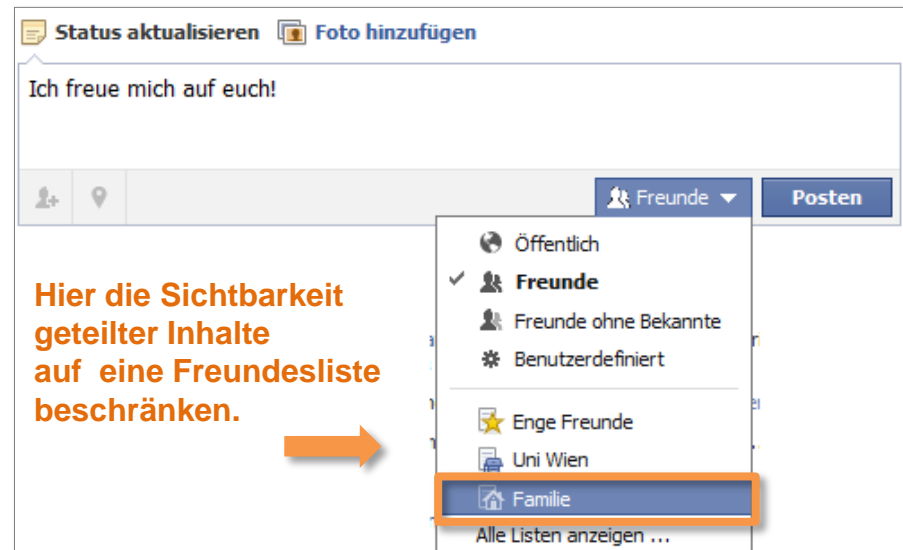 Status aktualisieren Foto hinzufügen
Ich freue mich auf euch!
Freunde Posten
Öffentlich
Freunde
Freunde ohne Bekannte
Benutzerdefiniert
Enge Freunde
Uni Wien
Familie
Alle Listen anzeigen ...
Hier die Sichtbarkeit
geteilter Inhalte
auf eine Freundesliste
beschränken.